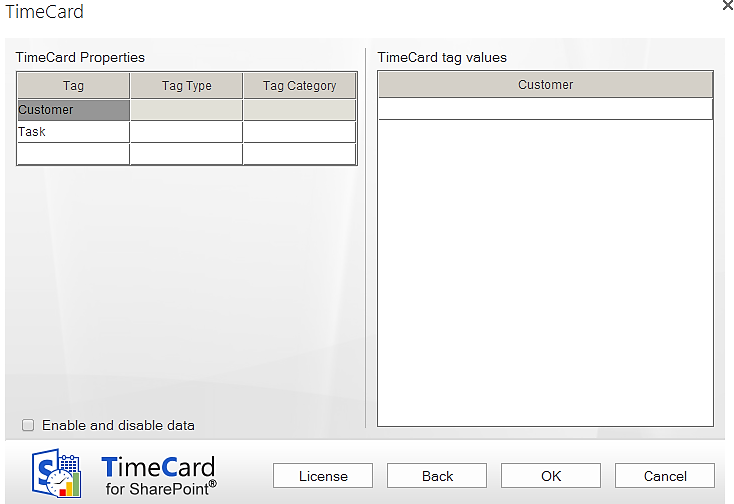 TimeCard
TimeCard Properties
Tag Tag Type Tag Category
Customer
Task
Enable and disable data
TimeCard tag values
Customer
S
TimeCard
for SharePoint®
License Back OK Cancel